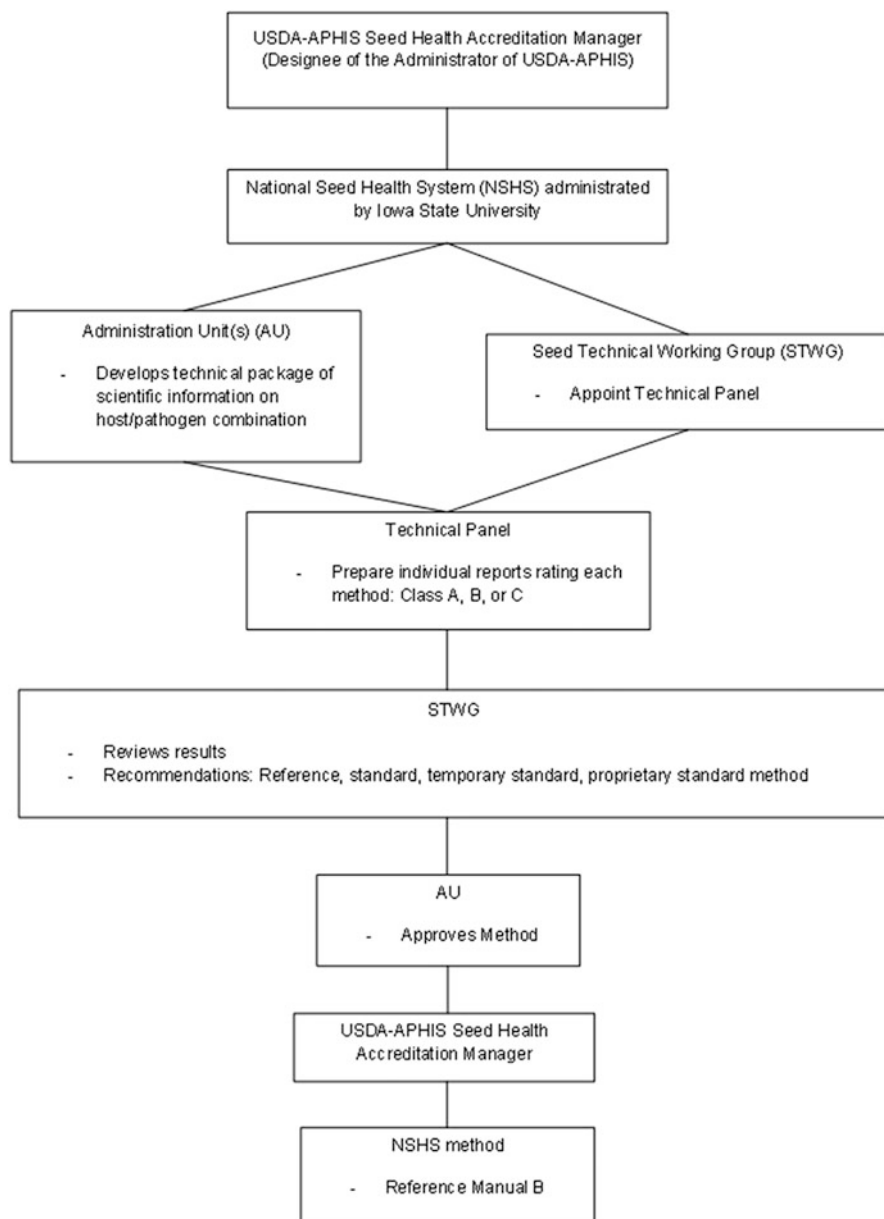 USDA-APHIS Seed Health Accreditation Manager
(Designee of the Administrator of USDA-APHIS)
National Seed Health System (NSHS) administrated
by Iowa State University
Administration Unit(s) (AU)
- Develops technical package of
scientific information on
host/pathogen combination
Seed Technical Working Group (STWG)
- Appoint Technical Panel
Technical Panel
- Prepare individual reports rating each
method: Class A, B, or C
STWG
- Reviews results
- Recommendations: Reference, standard, temporary standard, proprietary standard method
AU
- Approves Method
USDA-APHIS Seed Health
Accreditation Manager
NSHS method
- Reference Manual B